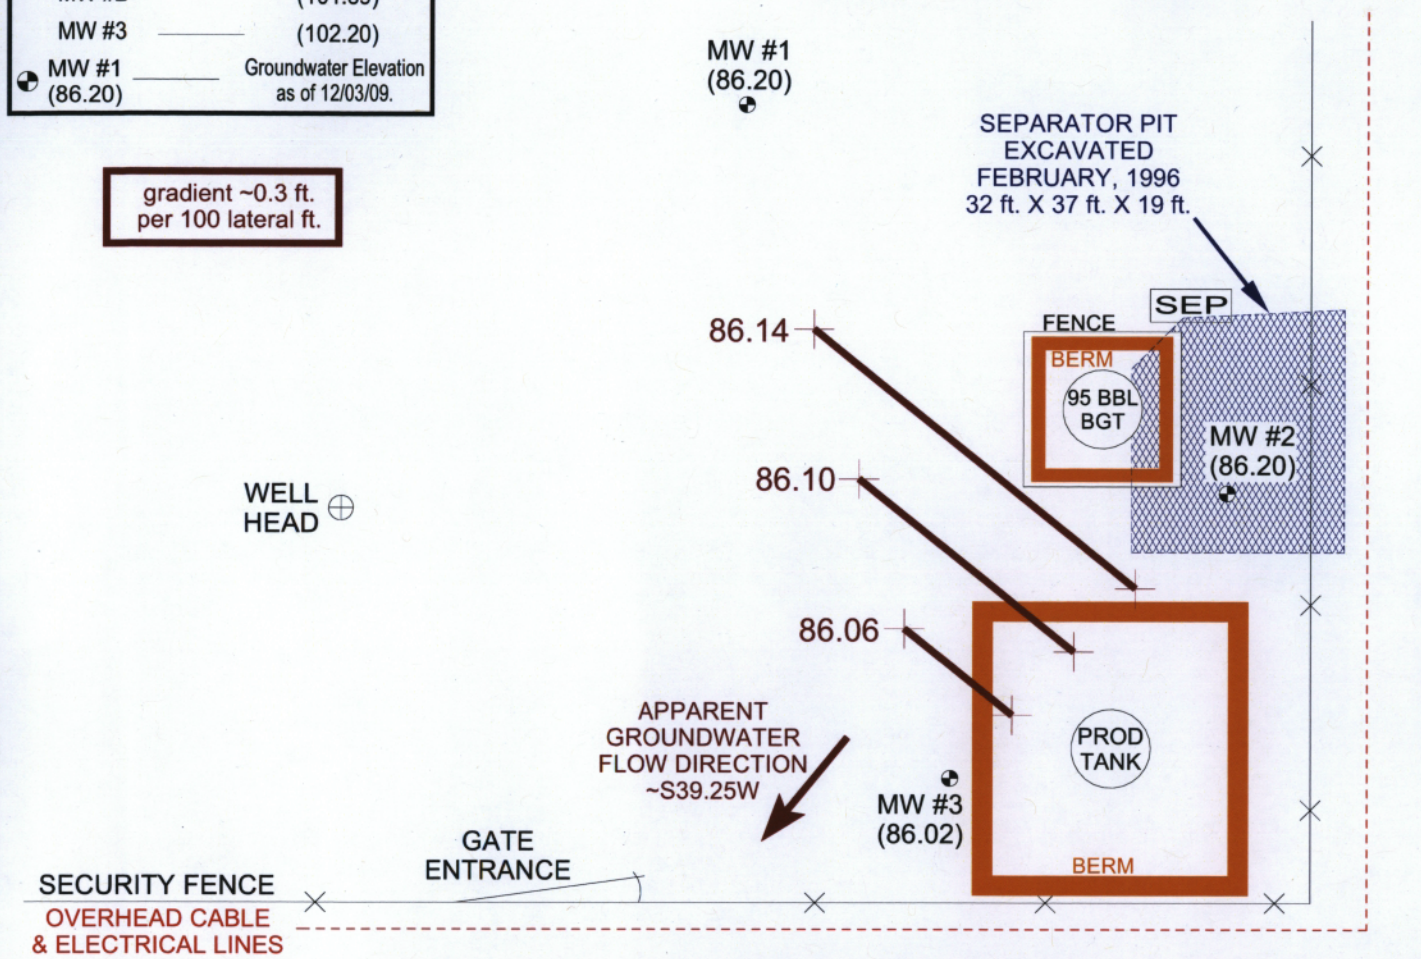 MW #3 (102.20)
MW #1
(86.20)
Groundwater Elevation
as of 12/03/09.
gradient ~0.3 ft.
per 100 lateral ft.
MW #1
(86.20)
SEPARATOR PIT
EXCAVATED
FEBRUARY, 1996
32 ft. X 37 ft. X 19 ft.
SEP
FENCE
BERM
95 BBL
BGT
MW #2
(86.20)
86.14
86.10
86.06
WELL
HEAD
APPARENT
GROUNDWATER
FLOW DIRECTION
~S39.25W
MW #3
(86.02)
PROD
TANK
BERM
GATE
ENTRANCE
SECURITY FENCE
OVERHEAD CABLE
& ELECTRICAL LINES